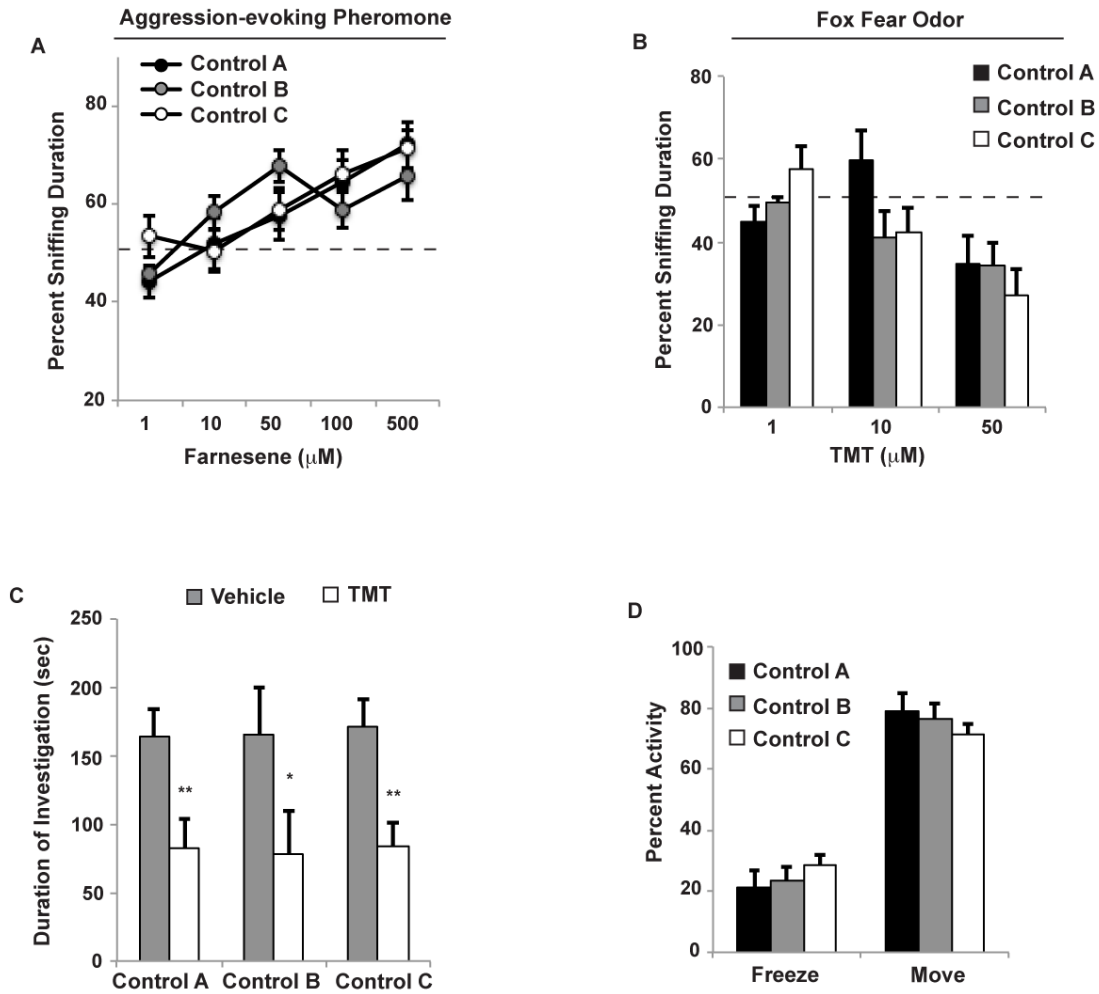 Aggression-evoking Pheromone
A
Control A
Control B
Control C
80
60
40
20
Percent Sniffing Duration
1 10 50 100 500
Farnesene (μM)
Fox Fear Odor
B
Control A
Control B
Control C
80
60
40
20
0
Percent Sniffing Duration
1 10 50
TMT (μM)
C
Vehicle TMT
250
200
150
100
50
0
Duration of Investigation (sec)
** * **
Control A Control B Control C
D
Control A
Control B
Control C
100
80
60
40
20
0
Percent Activity
Freeze Move